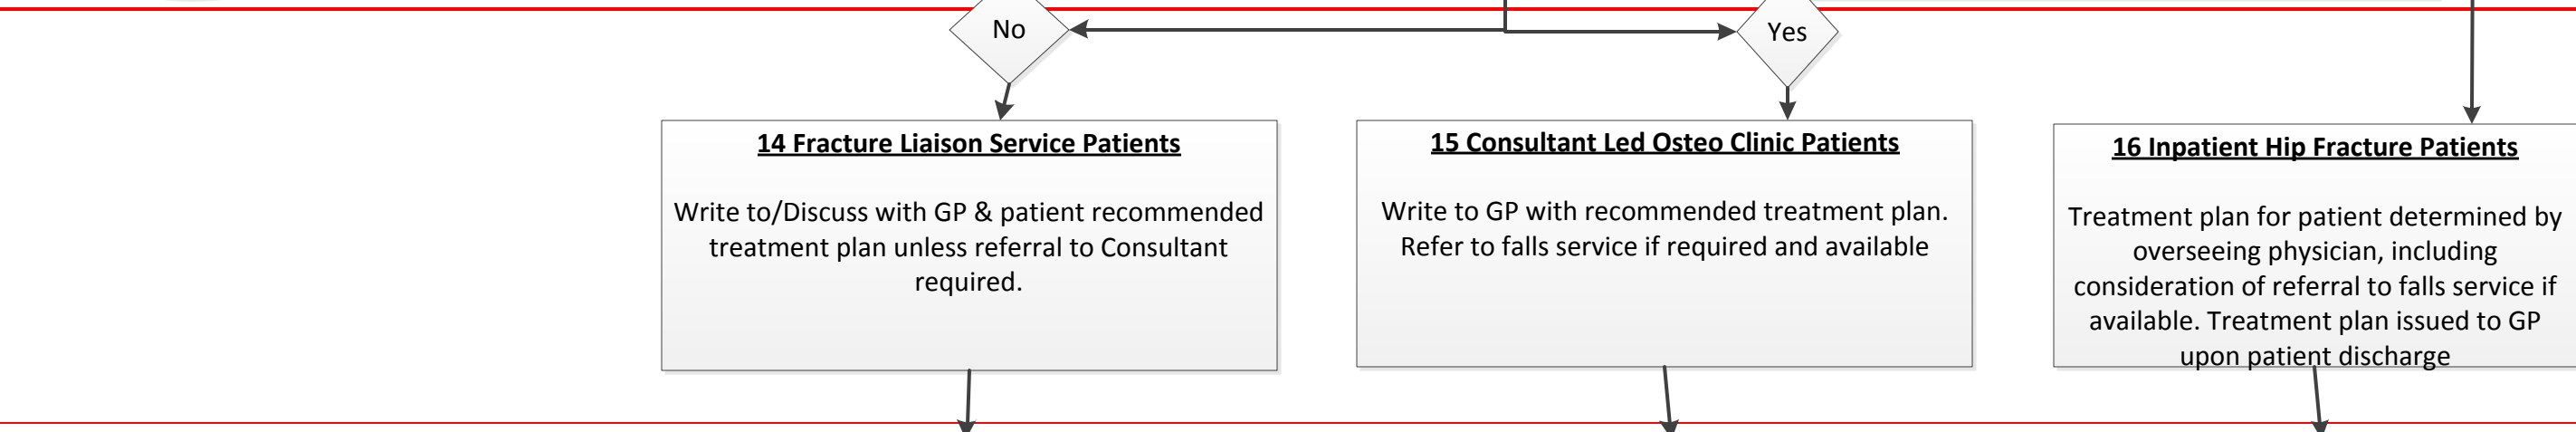 No
Yes
14 Fracture Liaison Service Patients
Write to/Discuss with GP & patient recommended
treatment plan unless referral to Consultant
required.
15 Consultant Led Osteo Clinic Patients
Write to GP with recommended treatment plan.
Refer to falls service if required and available
16 Inpatient Hip Fracture Patients
Treatment plan for patient determined by
overseeing physician, including
consideration of referral to falls service if
available. Treatment plan issued to GP
upon patient discharge